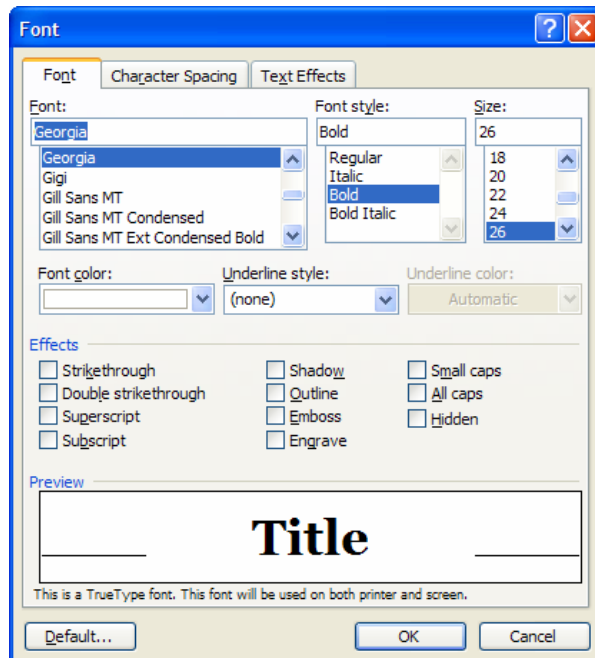 Font
Font Character Spacing Text Effects
Font: Font style: Size:
Georgia Bold 26
Georgia Regular 18
Gigi Italic 20
Gill Sans MT Bold 22
Gill Sans MT Condensed Bold Italic 24
Gill Sans MT Ext Condensed Bold 26
Font color: Underline style: Underline color:
(none) Automatic
Effects
Strikethrough Shadow Small caps
Double strikethrough Outline All caps
Superscript Emboss Hidden
Subscript Engrave
Preview
Title
This is a TrueType font. This font will be used on both printer and screen.
Default... OK Cancel